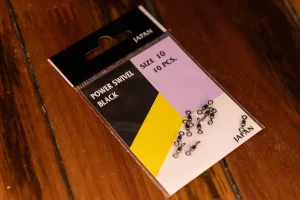 JAPAN
POWER SWIVEL
BLACK
SIZE 10
10 PCS.
JAPAN